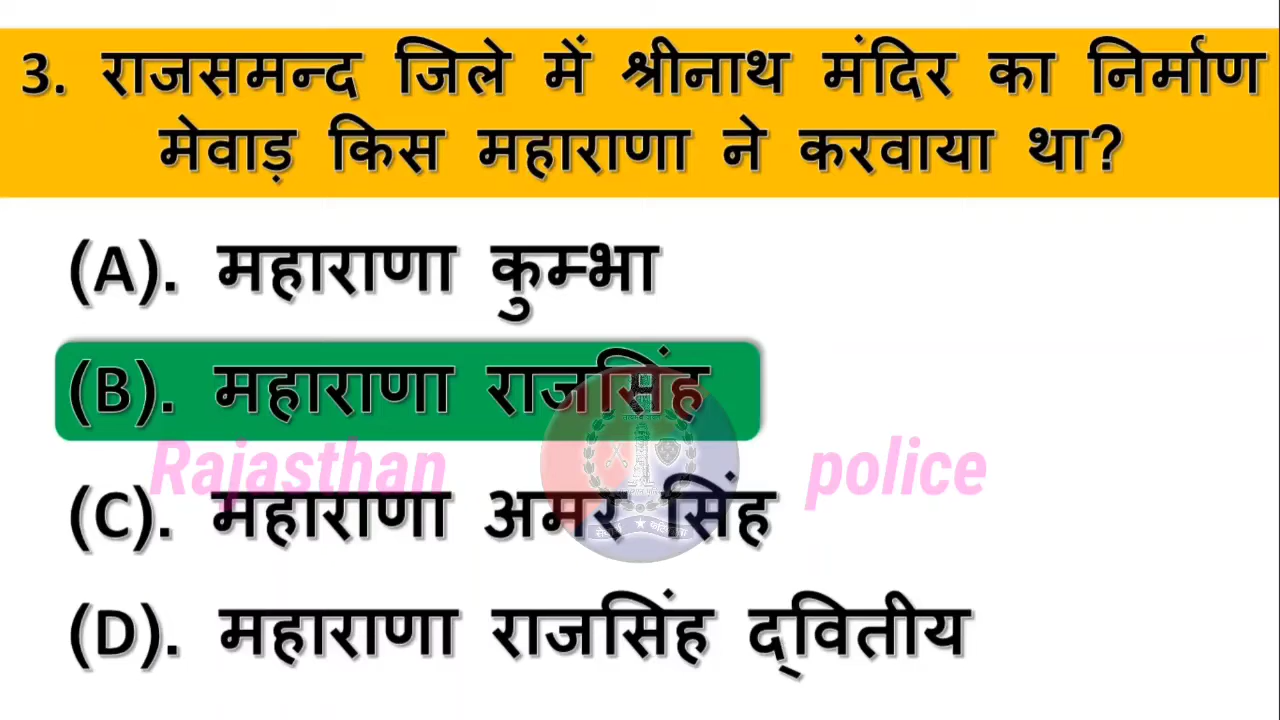 3. राजसमन्द जिले में श्रीनाथ मंदिर का निर्माण
मेवाड़ किस महाराणा ने करवाया था?
(A). महाराणा कुम्भा
(B). महाराणा राजसिंह
Rajasthan police
(C). महाराणा अमर सिंह
(D). महाराणा राजसिंह द्वितीय